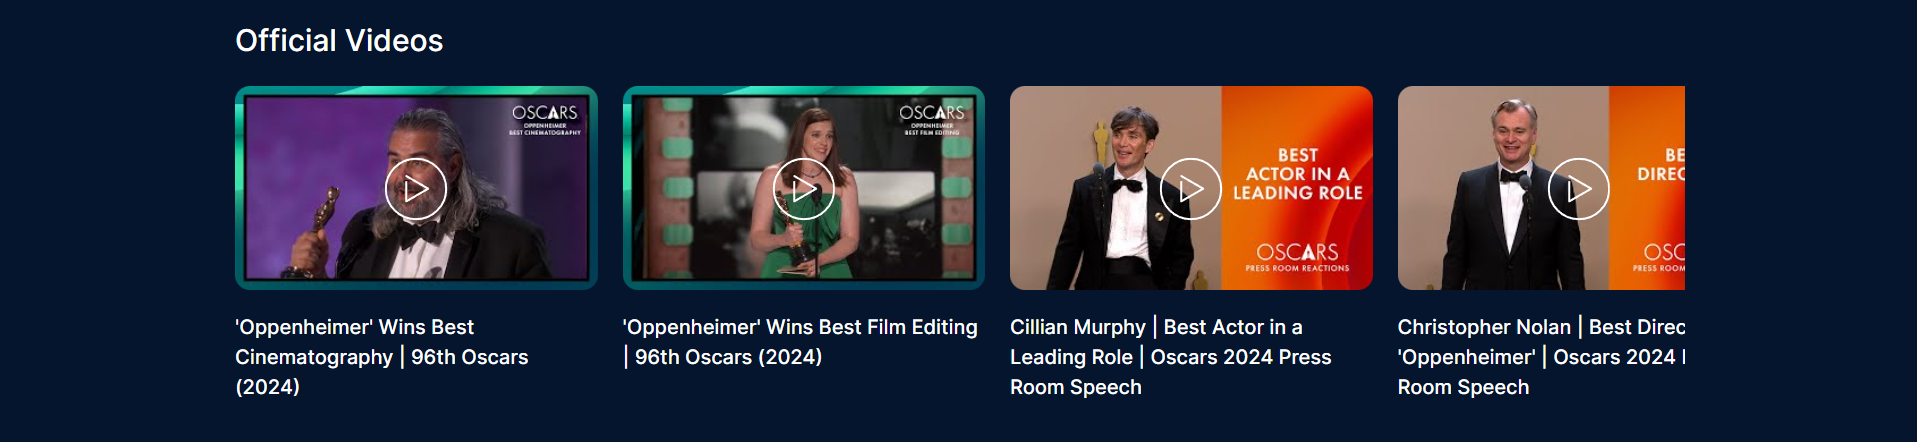 Official Videos
OSCARS
OPPENHEIMER
BEST CINEMATOGRAPHY
'Oppenheimer' Wins Best
Cinematography | 96th Oscars
(2024)
OSCARS
OPPENHEIMER
BEST FILM EDITING
'Oppenheimer' Wins Best Film Editing
| 96th Oscars (2024)
BEST
ACTOR IN A
LEADING ROLE
OSCARS
PRESS ROOM REACTIONS
Cillian Murphy | Best Actor in a
Leading Role | Oscars 2024 Press
Room Speech
BE
DIREC
OSC
PRESS ROOM
Christopher Nolan | Best Direc
'Oppenheimer' | Oscars 2024
Room Speech